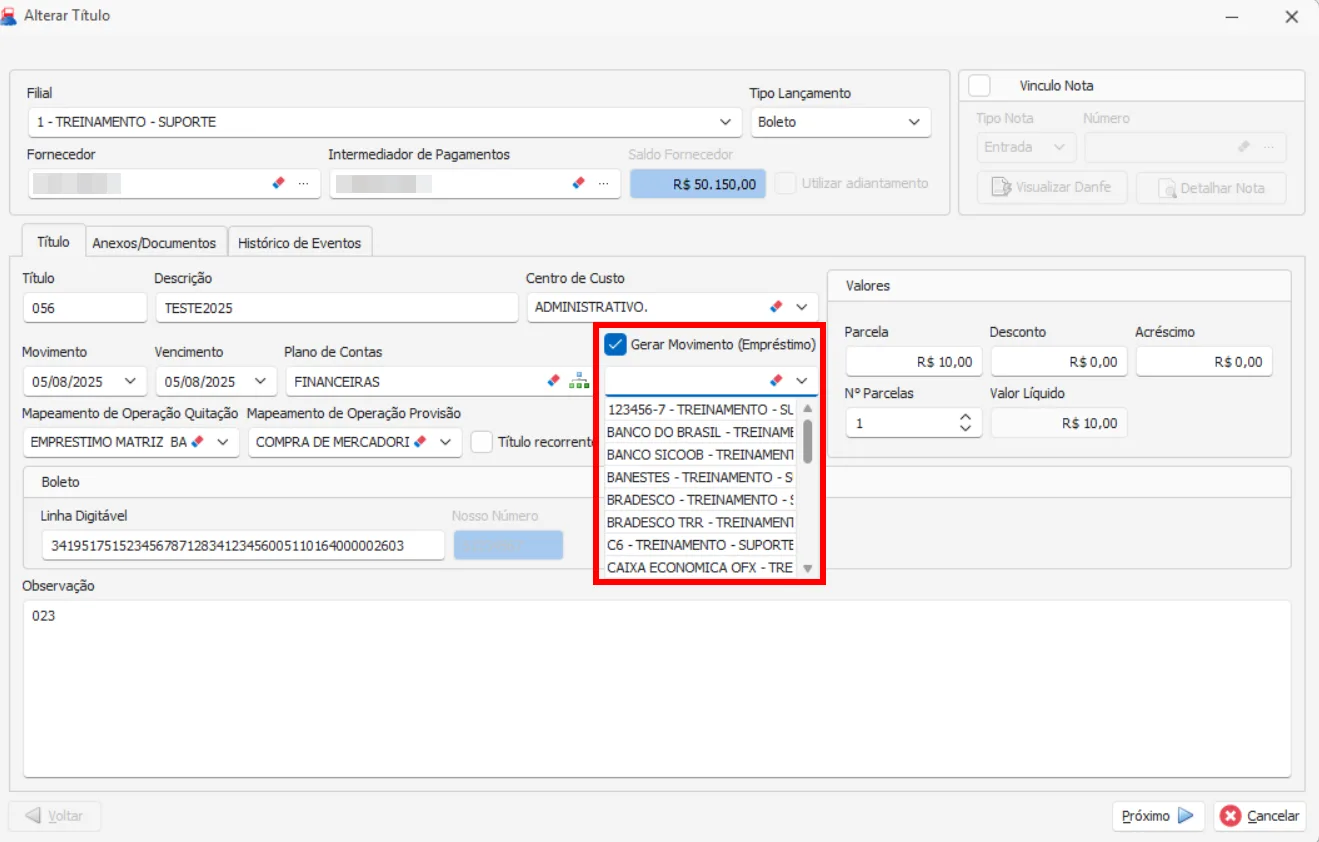 Alterar Título
Filial
1 - TREINAMENTO - SUPORTE
Tipo Lançamento
Boleto
Vinculo Nota
Tipo Nota
Número
Entrada
Visualizar Danfe
Detalhar Nota
Fornecedor
Intermediador de Pagamentos
Saldo Fornecedor
R$ 50.150,00
Utilizar adiantamento
Título
Anexos/Documentos
Histórico de Eventos
Título
Descrição
Centro de Custo
056
TESTE2025
ADMINISTRATIVO.
Movimento
Vencimento
Plano de Contas
Gerar Movimento (Empréstimo)
05/08/2025
05/08/2025
FINANCEIRAS
Mapeamento de Operação Quitação
Mapeamento de Operação Provisão
EMPRESTIMO MATRIZ BA
COMPRA DE MERCADORI
Título recorrente
123456-7 - TREINAMENTO - SU
BANCO DO BRASIL - TREINAME
BANCO SICOOB - TREINAMENT
BANESTES - TREINAMENTO - S
BRADESCO - TREINAMENTO - S
BRADESCO TRR - TREINAMENT
C6 - TREINAMENTO - SUPORTE
CAIXA ECONOMICA OFX - TRE
Valores
Parcela
Desconto
Acréscimo
R$ 10,00
R$ 0,00
R$ 0,00
Nº Parcelas
Valor Líquido
1
R$ 10,00
Boleto
Linha Digitável
Nosso Número
34195175152345678712834123456005110164000002603
Observação
023
Voltar
Próximo
Cancelar